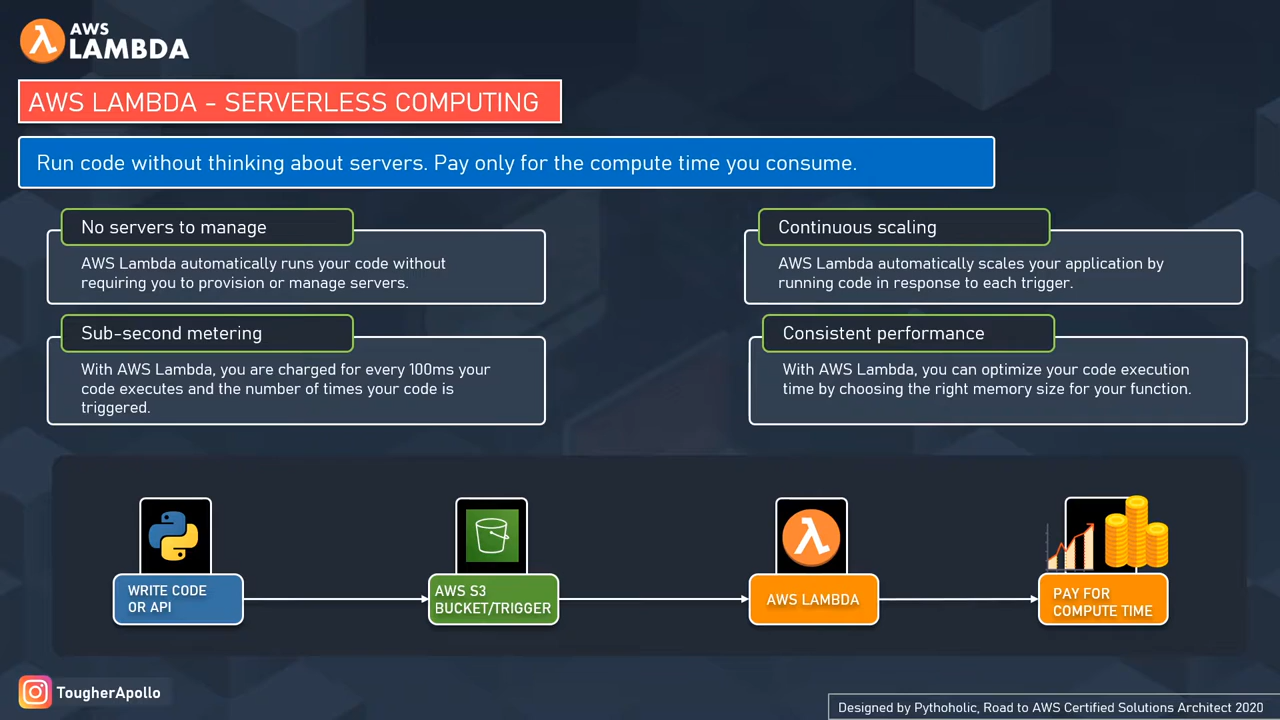 AWS
LAMBDA
AWS LAMBDA - SERVERLESS COMPUTING
Run code without thinking about servers. Pay only for the compute time you consume.
No servers to manage
AWS Lambda automatically runs your code without
requiring you to provision or manage servers.
Continuous scaling
AWS Lambda automatically scales your application by
running code in response to each trigger.
Sub-second metering
With AWS Lambda, you are charged for every 100ms your
code executes and the number of times your code is
triggered.
Consistent performance
With AWS Lambda, you can optimize your code execution
time by choosing the right memory size for your function.
WRITE CODE
OR API
AWS S3
BUCKET/TRIGGER
AWS LAMBDA
PAY FOR
COMPUTE TIME
TougherApollo
Designed by Pythoholic, Road to AWS Certified Solutions Architect 2020